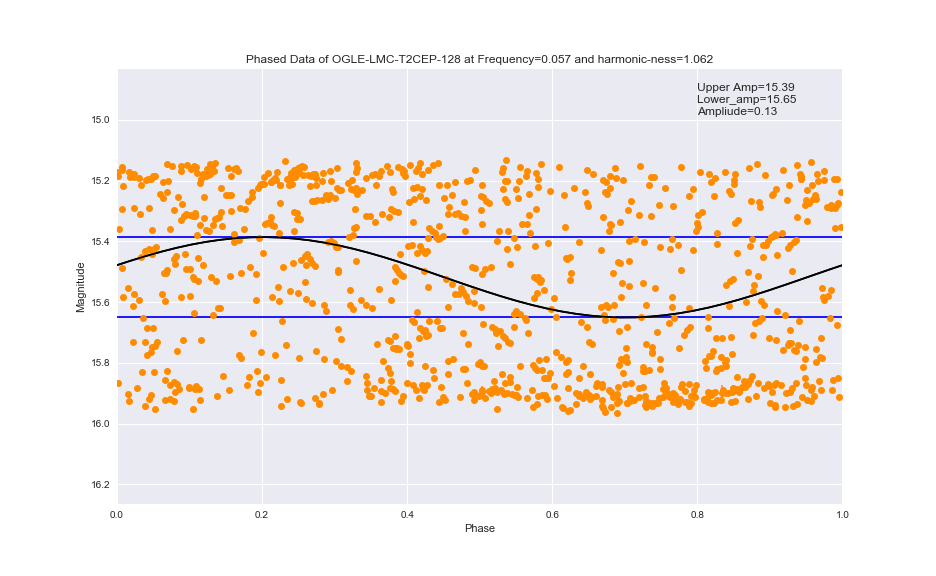 Phased Data of OGLE-LMC-T2CEP-128 at Frequency=0.057 and harmonic-ness=1.062
Upper Amp=15.39
Lower_amp=15.65
Ampliude=0.13
Magnitude
15.0
15.2
15.4
15.6
15.8
16.0
16.2
0.0 0.2 0.4 0.6 0.8 1.0
Phase